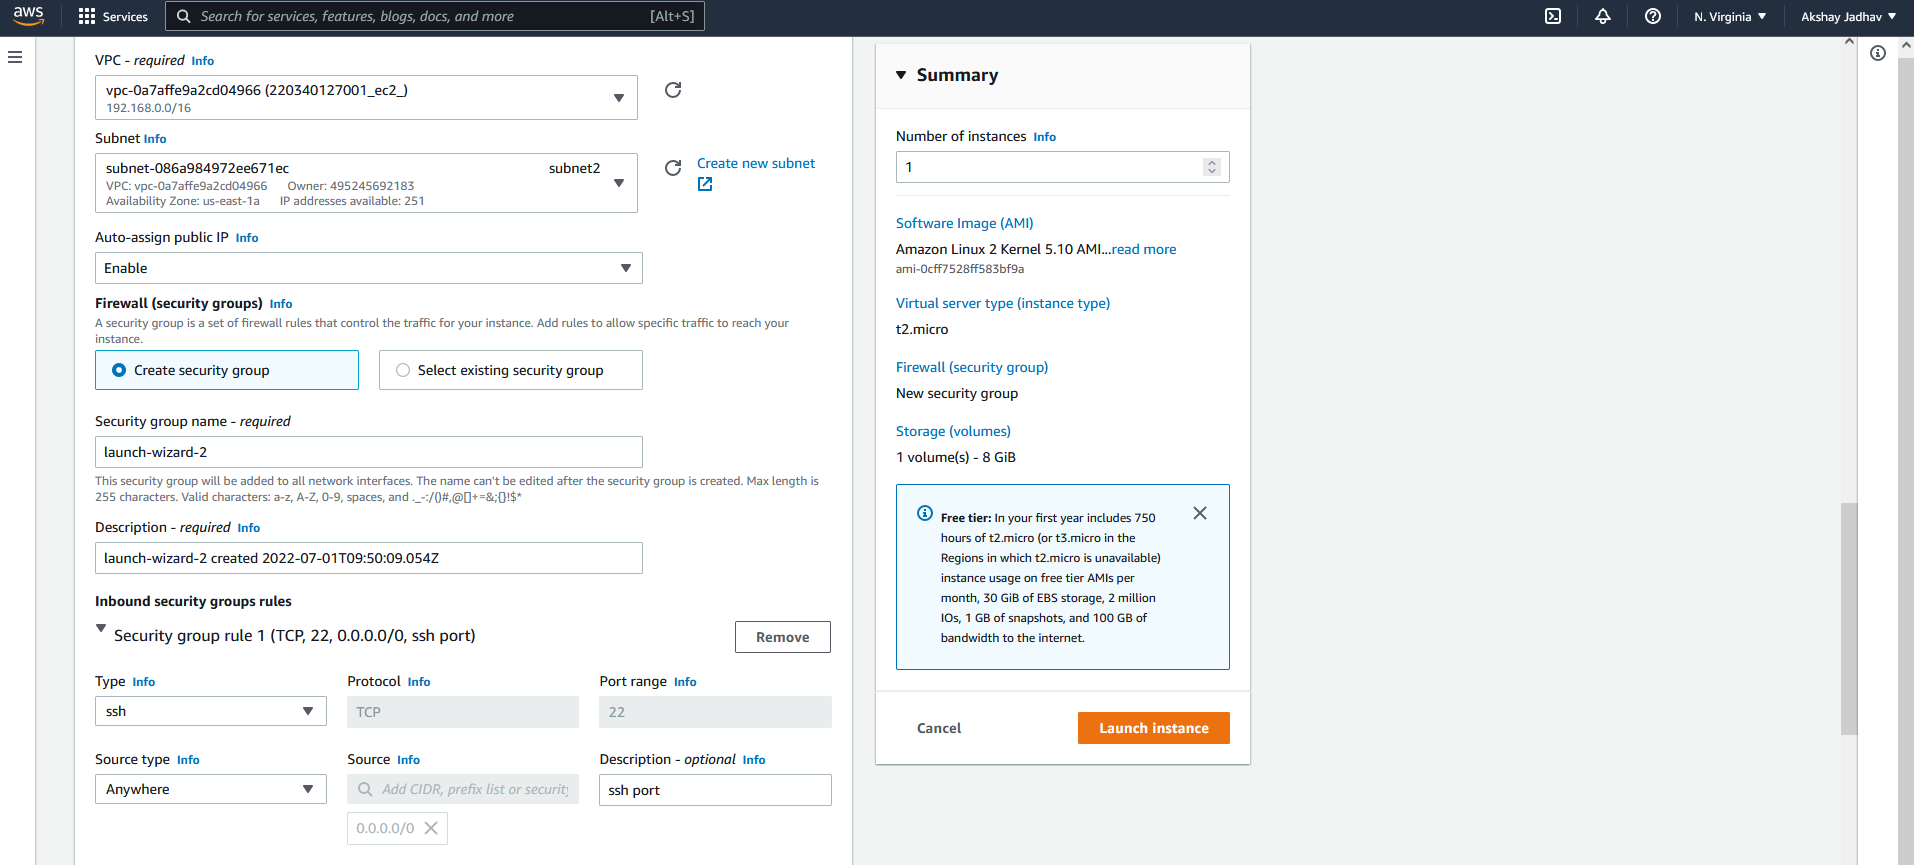 aws
Services
Search for services, features, blogs, docs, and more
[Alt+S]
N. Virginia
Akshay Jadhav
VPC - required Info
vpc-0a7affe9a2cd04966 (220340127001_ec2_)
192.168.0.0/16
Subnet Info
subnet-086a984972ee671ec subnet2
VPC: vpc-0a7affe9a2cd04966 Owner: 495245692183
Availability Zone: us-east-1a IP addresses available: 251
Create new subnet
Auto-assign public IP Info
Enable
Firewall (security groups) Info
A security group is a set of firewall rules that control the traffic for your instance. Add rules to allow specific traffic to reach your
instance.
Create security group
Select existing security group
Security group name - required
launch-wizard-2
This security group will be added to all network interfaces. The name can't be edited after the security group is created. Max length is
255 characters. Valid characters: a-z, A-Z, 0-9, spaces, and ._-:/()#,@[]+=&;{}!$*
Description - required Info
launch-wizard-2 created 2022-07-01T09:50:09.054Z
Inbound security groups rules
Security group rule 1 (TCP, 22, 0.0.0.0/0, ssh port)
Remove
Type Info
Protocol Info
Port range Info
ssh
TCP
22
Source type Info
Source Info
Description - optional Info
Anywhere
Add CIDR, prefix list or security
ssh port
0.0.0.0/0
Summary
Number of instances Info
1
Software Image (AMI)
Amazon Linux 2 Kernel 5.10 AMI...read more
ami-0cff7528ff583bf9a
Virtual server type (instance type)
t2.micro
Firewall (security group)
New security group
Storage (volumes)
1 volume(s) - 8 GiB
Free tier: In your first year includes 750
hours of t2.micro (or t3.micro in the
Regions in which t2.micro is unavailable)
instance usage on free tier AMIs per
month, 30 GiB of EBS storage, 2 million
IOs, 1 GB of snapshots, and 100 GB of
bandwidth to the internet.
Cancel
Launch instance